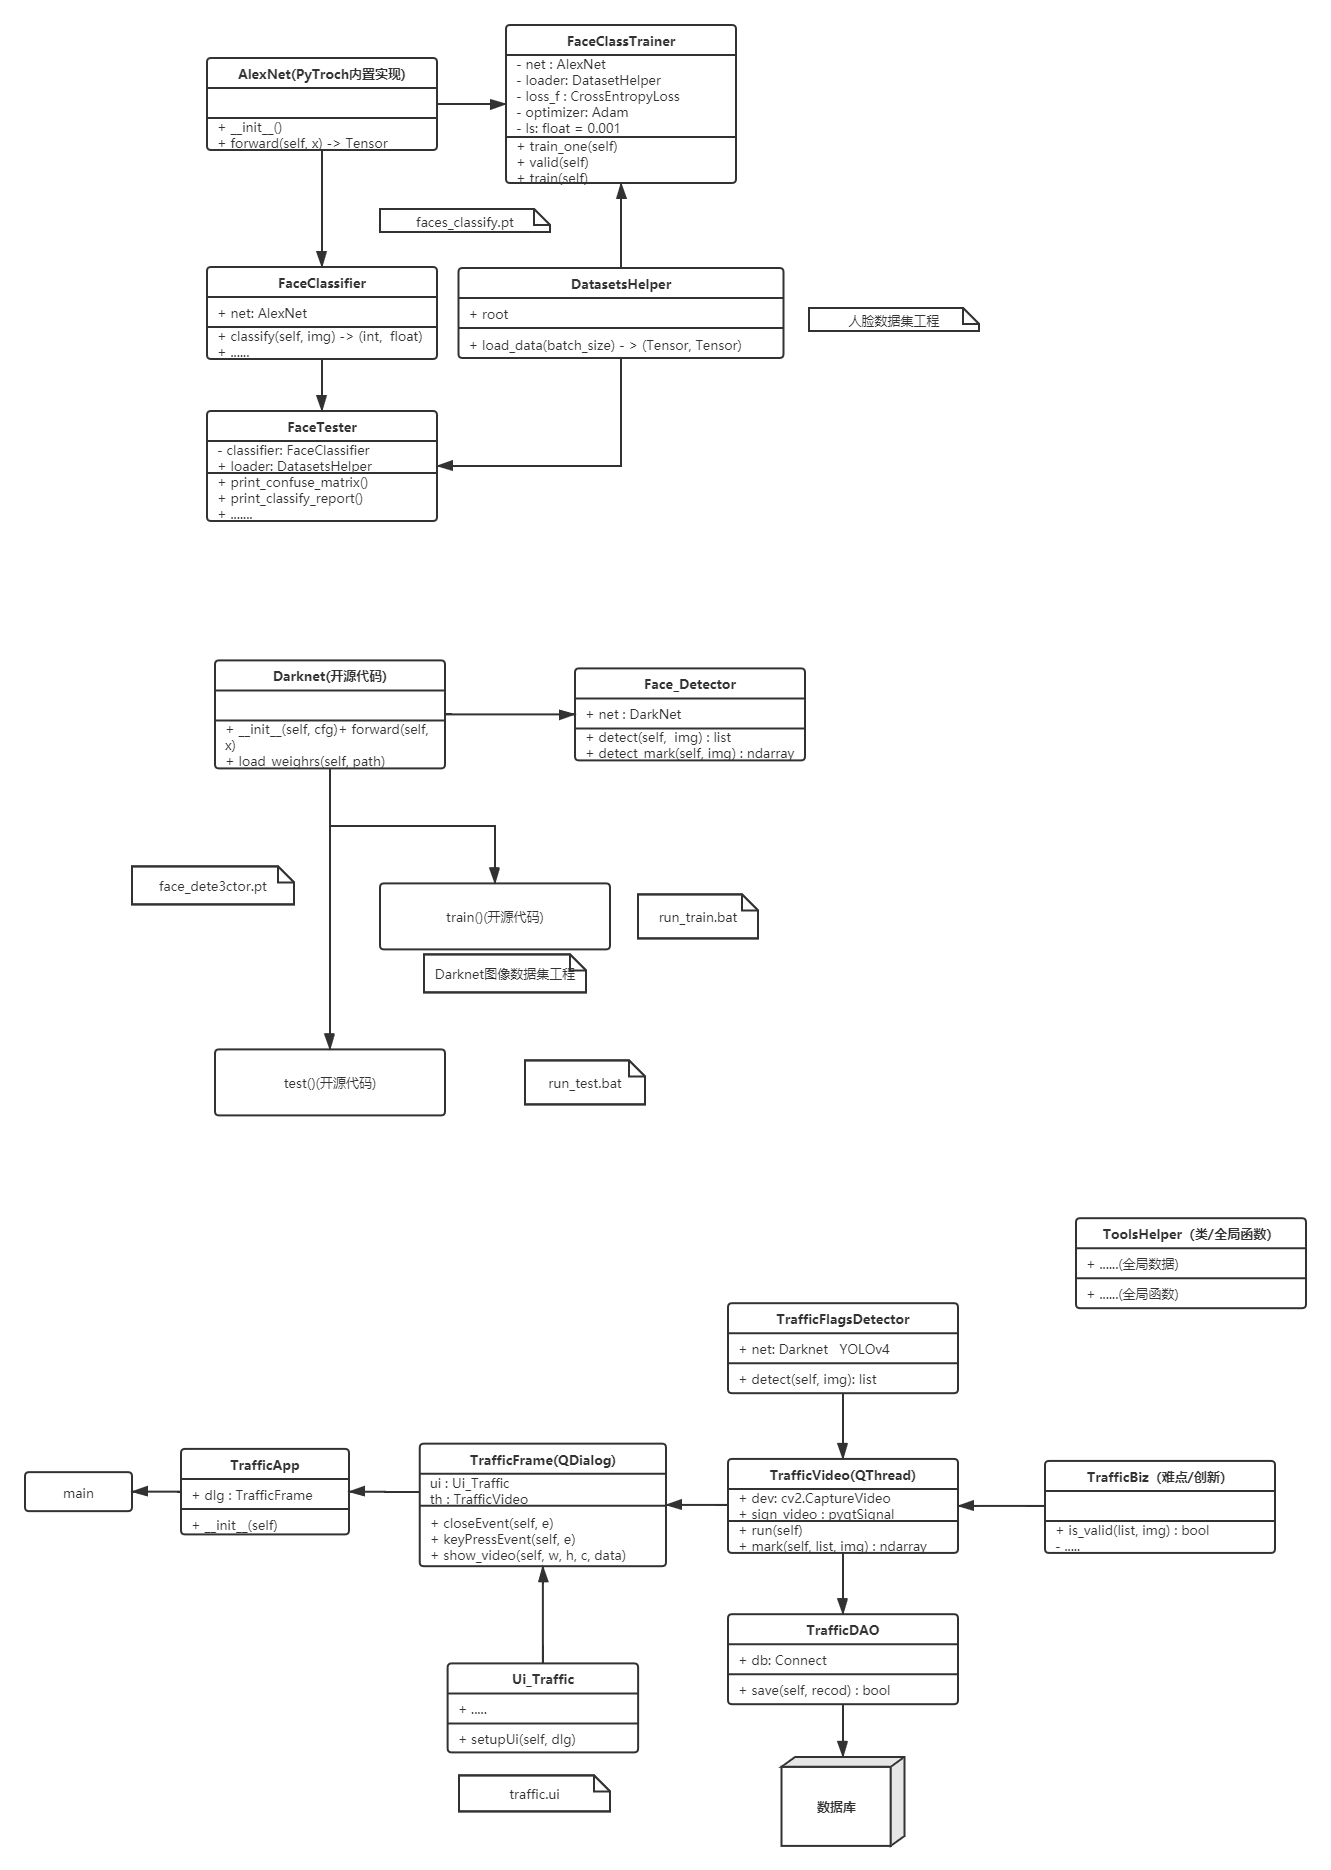 FaceClassTrainer
- net : AlexNet
- loader: DatasetHelper
- loss_f : CrossEntropyLoss
- optimizer: Adam
- ls: float = 0.001
+ train_one(self)
+ valid(self)
+ train(self)
AlexNet(PyTroch内置实现)
+ __init__()
+ forward(self, x) -> Tensor
faces_classify.pt
FaceClassifier
+ net: AlexNet
+ classify(self, img) -> (int, float)
+ ......
DatasetsHelper
+ root
+ load_data(batch_size) - > (Tensor, Tensor)
人脸数据集工程
FaceTester
- classifier: FaceClassifier
+ loader: DatasetsHelper
+ print_confuse_matrix()
+ print_classify_report()
+ .......
Darknet(开源代码)
+ __init__(self, cfg)+ forward(self,
x)
+ load_weighrs(self, path)
Face_Detector
+ net : DarkNet
+ detect(self, img) : list
+ detect_mark(self, img) : ndarray
face_dete3ctor.pt
train()(开源代码)
run_train.bat
Darknet图像数据集工程
test()(开源代码)
run_test.bat
ToolsHelper（类/全局函数）
+ ......(全局数据)
+ ......(全局函数)
TrafficFlagsDetector
+ net: Darknet YOLOv4
+ detect(self, img): list
main
TrafficApp
+ dlg : TrafficFrame
+ __init__(self)
TrafficFrame(QDialog)
ui : Ui_Traffic
th : TrafficVideo
+ closeEvent(self, e)
+ keyPressEvent(self, e)
+ show_video(self, w, h, c, data)
TrafficVideo(QThread)
+ dev: cv2.CaptureVideo
+ sign_video : pyqtSignal
+ run(self)
+ mark(self, list, img) : ndarray
TrafficBiz（难点/创新）
+ is_valid(list, img) : bool
- .....
TrafficDAO
+ db: Connect
+ save(self, recod) : bool
Ui_Traffic
+ .....
+ setupUi(self, dlg)
traffic.ui
数据库